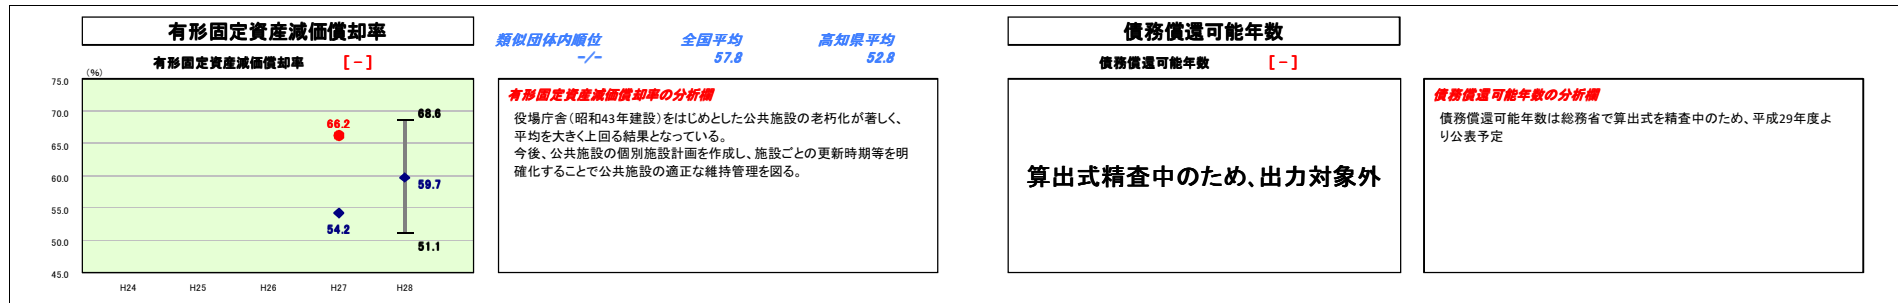 有形固定資産減価償却率
有形固定資産減価償却率 [-]
類似団体内順位 全国平均 高知県平均
-/- 57.8 52.8
(%)
75.0
70.0
65.0
60.0
55.0
50.0
45.0
66.2
54.2
68.6
59.7
51.1
H24 H25 H26 H27 H28
有形固定資産減価償却率の分析欄
役場庁舎(昭和43年建設)をはじめとした公共施設の老朽化が著しく、
平均を大きく上回る結果となっている。
今後、公共施設の個別施設計画を作成し、施設ごとの更新時期等を明
確化することで公共施設の適正な維持管理を図る。
債務償還可能年数
債務償還可能年数 [-]
算出式精査中のため、出力対象外
債務償還可能年数の分析欄
債務償還可能年数は総務省で算出式を精査中のため、平成29年度よ
り公表予定